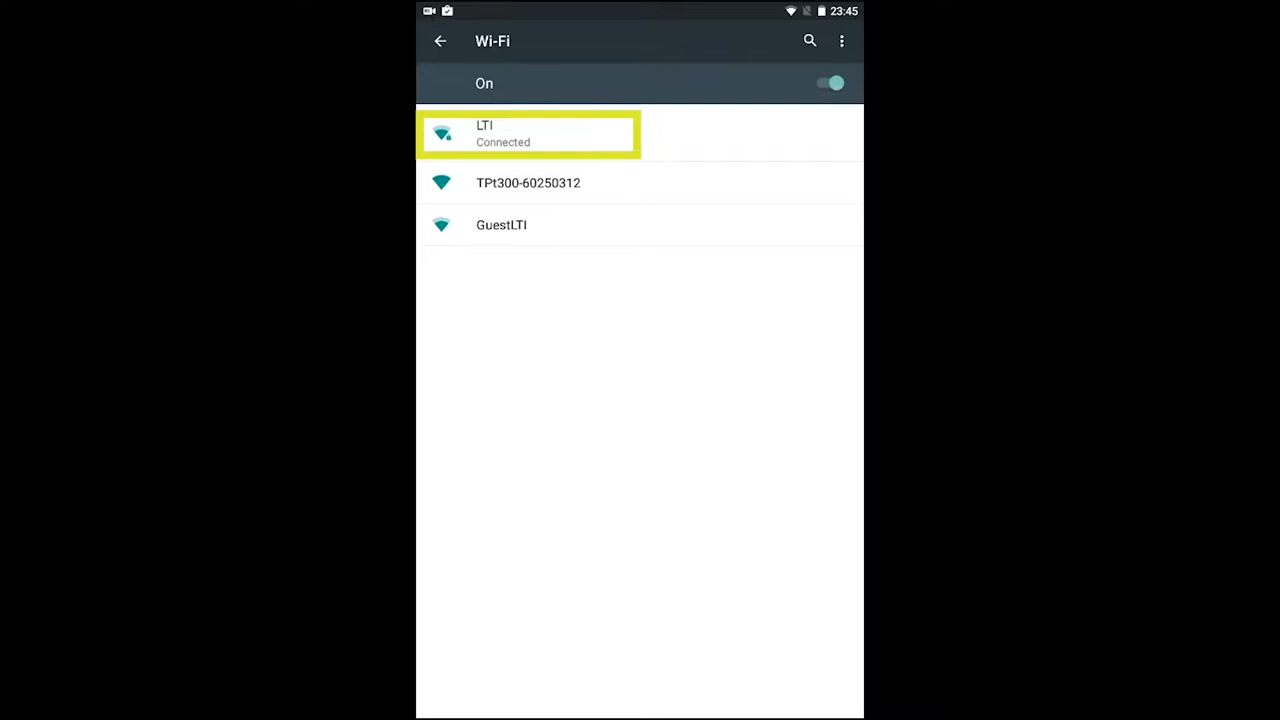 23:45
Wi-Fi
On
LTI
Connected
TPt300-60250312
GuestLTI